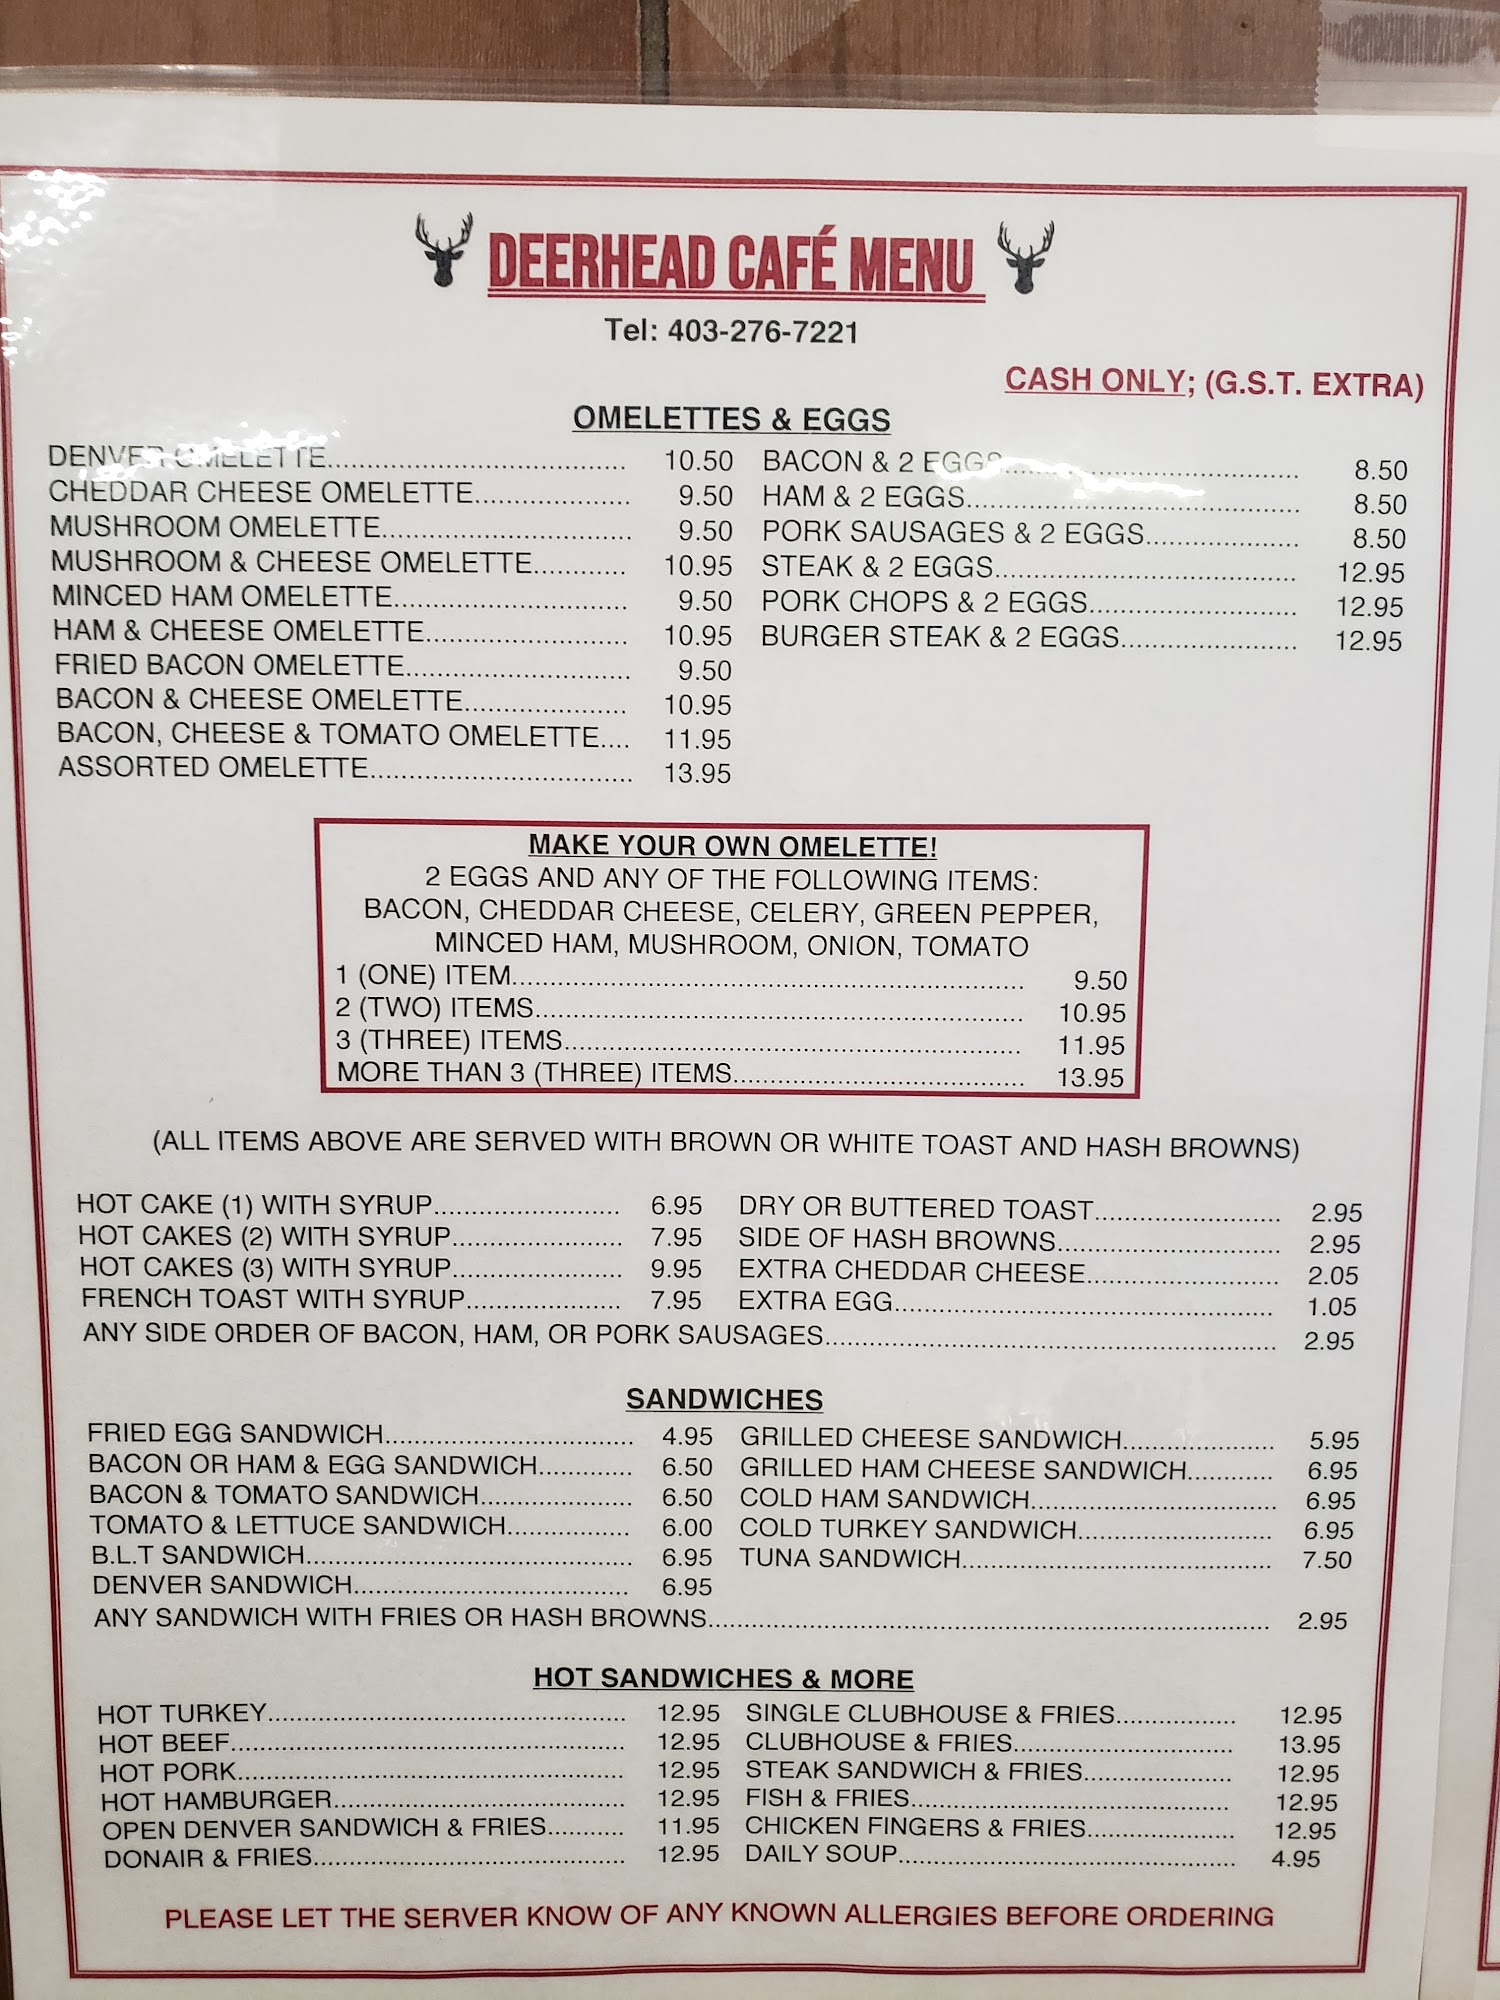 DEERHEAD CAFÉ MENU
Tel: 403-276-7221
CASH ONLY; (G.S.T. EXTRA)
OMELETTES & EGGS
DENVER OMELETTE 10.50 BACON & 2 EGGS 8.50
CHEDDAR CHEESE OMELETTE 9.50 HAM & 2 EGGS 8.50
MUSHROOM OMELETTE 9.50 PORK SAUSAGES & 2 EGGS 8.50
MUSHROOM & CHEESE OMELETTE 10.95 STEAK & 2 EGGS 12.95
MINCED HAM OMELETTE 9.50 PORK CHOPS & 2 EGGS 12.95
HAM & CHEESE OMELETTE 10.95 BURGER STEAK & 2 EGGS 12.95
FRIED BACON OMELETTE 9.50
BACON & CHEESE OMELETTE 10.95
BACON, CHEESE & TOMATO OMELETTE 11.95
ASSORTED OMELETTE 13.95
MAKE YOUR OWN OMELETTE!
2 EGGS AND ANY OF THE FOLLOWING ITEMS:
BACON, CHEDDAR CHEESE, CELERY, GREEN PEPPER,
MINCED HAM, MUSHROOM, ONION, TOMATO
1 (ONE) ITEM 9.50
2 (TWO) ITEMS 10.95
3 (THREE) ITEMS 11.95
MORE THAN 3 (THREE) ITEMS 13.95
(ALL ITEMS ABOVE ARE SERVED WITH BROWN OR WHITE TOAST AND HASH BROWNS)
HOT CAKE (1) WITH SYRUP 6.95 DRY OR BUTTERED TOAST 2.95
HOT CAKES (2) WITH SYRUP 7.95 SIDE OF HASH BROWNS 2.95
HOT CAKES (3) WITH SYRUP 9.95 EXTRA CHEDDAR CHEESE 2.05
FRENCH TOAST WITH SYRUP 7.95 EXTRA EGG 1.05
ANY SIDE ORDER OF BACON, HAM, OR PORK SAUSAGES 2.95
SANDWICHES
FRIED EGG SANDWICH 4.95 GRILLED CHEESE SANDWICH 5.95
BACON OR HAM & EGG SANDWICH 6.50 GRILLED HAM CHEESE SANDWICH 6.95
BACON & TOMATO SANDWICH 6.50 COLD HAM SANDWICH 6.95
TOMATO & LETTUCE SANDWICH 6.00 COLD TURKEY SANDWICH 6.95
B.L.T SANDWICH 6.95 TUNA SANDWICH 7.50
DENVER SANDWICH 6.95
ANY SANDWICH WITH FRIES OR HASH BROWNS 2.95
HOT SANDWICHES & MORE
HOT TURKEY 12.95 SINGLE CLUBHOUSE & FRIES 12.95
HOT BEEF 12.95 CLUBHOUSE & FRIES 13.95
HOT PORK 12.95 STEAK SANDWICH & FRIES 12.95
HOT HAMBURGER 12.95 FISH & FRIES 12.95
OPEN DENVER SANDWICH & FRIES 11.95 CHICKEN FINGERS & FRIES 12.95
DONAIR & FRIES 12.95 DAILY SOUP 4.95
PLEASE LET THE SERVER KNOW OF ANY KNOWN ALLERGIES BEFORE ORDERING